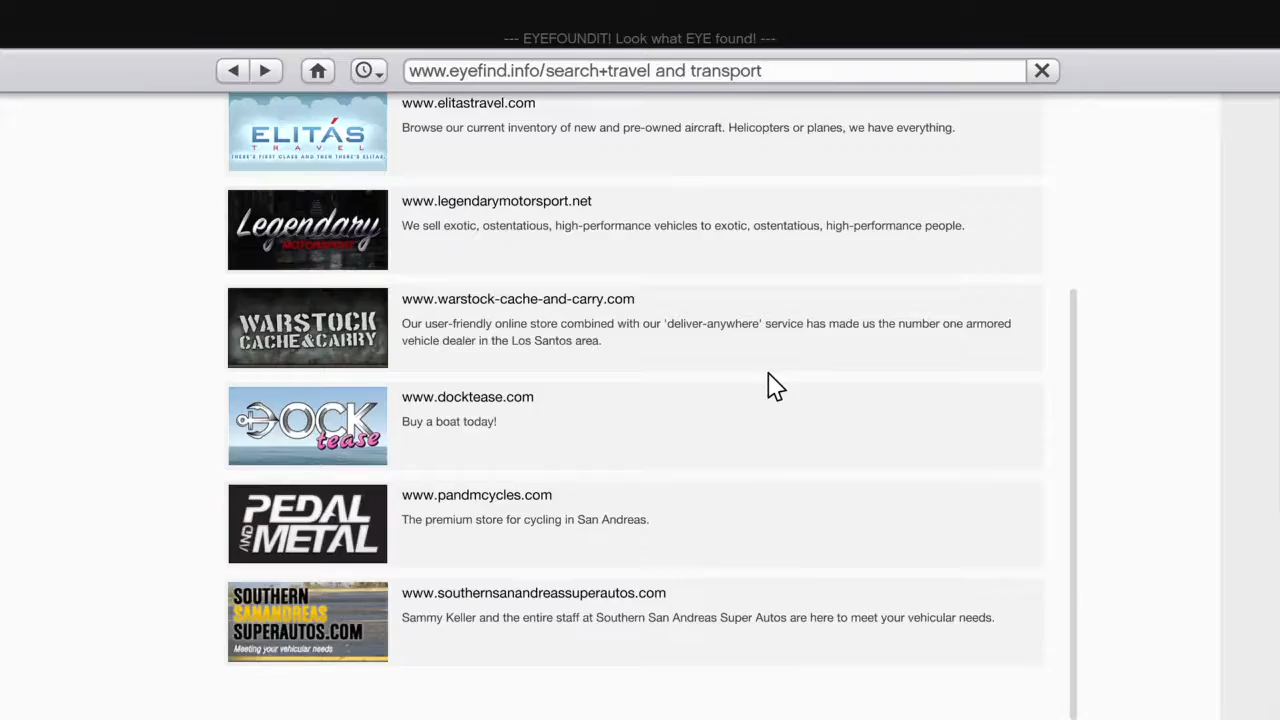 --- EYEFOUNDIT! Look what EYE found! ---
www.eyefind.info/search+travel and transport
ELITÁS
TRAVEL
THERE'S FIRST CLASS AND THEN THERE'S ELITAS.
www.elitastravel.com
Browse our current inventory of new and pre-owned aircraft. Helicopters or planes, we have everything.
Legendary
MOTORSPORT
www.legendarymotorsport.net
We sell exotic, ostentatious, high-performance vehicles to exotic, ostentatious, high-performance people.
WARSTOCK
CACHE&CARRY
www.warstock-cache-and-carry.com
Our user-friendly online store combined with our 'deliver-anywhere' service has made us the number one armored
vehicle dealer in the Los Santos area.
DOCK
tease
www.docktease.com
Buy a boat today!
PEDAL
AND METAL
www.pandmcycles.com
The premium store for cycling in San Andreas.
SOUTHERN
SANANDREAS
SUPERAUTOS.COM
Meeting your vehicular needs
www.southernsanandreassuperautos.com
Sammy Keller and the entire staff at Southern San Andreas Super Autos are here to meet your vehicular needs.